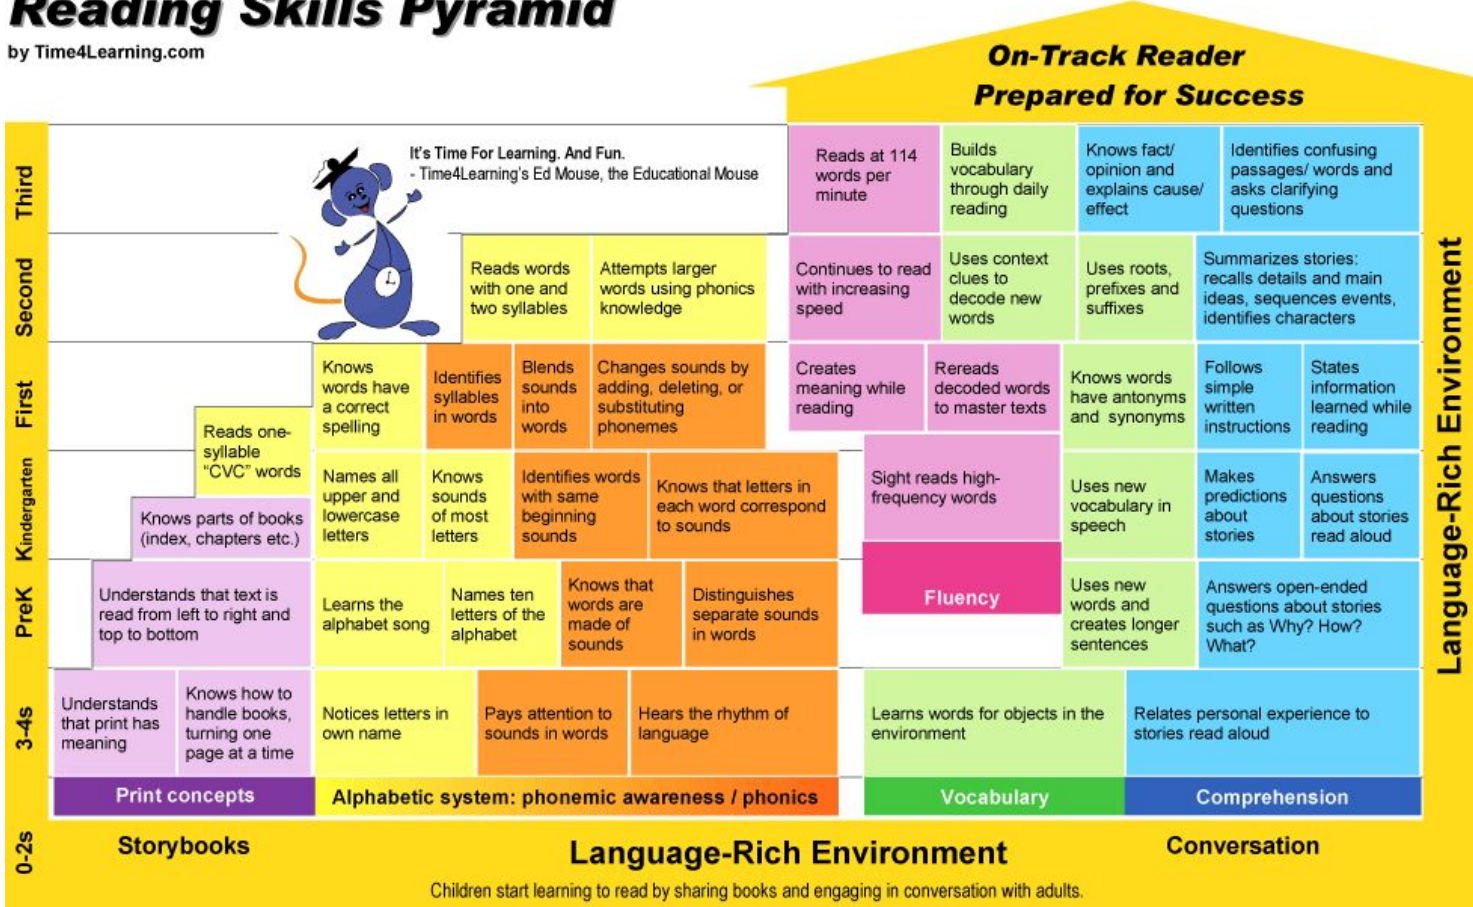 Reading Skills Pyramid
by Time4Learning.com
On-Track Reader
Prepared for Success
Third
It's Time For Learning. And Fun.
- Time4Learning's Ed Mouse, the Educational Mouse
Reads at 114
words per
minute
Builds
vocabulary
through daily
reading
Knows fact/
opinion and
explains cause/
effect
Identifies confusing
passages/ words and
asks clarifying
questions
Second
Reads words
with one and
two syllables
Attempts larger
words using phonics
knowledge
Continues to read
with increasing
speed
Uses context
clues to
decode new
words
Uses roots,
prefixes and
suffixes
Summarizes stories:
recalls details and main
ideas, sequences events,
identifies characters
First
Reads one-
syllable
“CVC” words
Knows
words have
a correct
spelling
Identifies
syllables
in words
Blends
sounds
into
words
Changes sounds by
adding, deleting, or
substituting
phonemes
Creates
meaning while
reading
Rereads
decoded words
to master texts
Knows words
have antonyms
and synonyms
Follows
simple
written
instructions
States
information
learned while
reading
Kindergarten
Knows parts of books
(index, chapters etc.)
Names all
upper and
lowercase
letters
Knows
sounds
of most
letters
Identifies words
with same
beginning
sounds
Knows that letters in
each word correspond
to sounds
Sight reads high-
frequency words
Uses new
vocabulary in
speech
Makes
predictions
about
stories
Answers
questions
about stories
read aloud
PreK
Understands that text is
read from left to right and
top to bottom
Learns the
alphabet song
Names ten
letters of the
alphabet
Knows that
words are
made of
sounds
Distinguishes
separate sounds
in words
Fluency
Uses new
words and
creates longer
sentences
Answers open-ended
questions about stories
such as Why? How?
What?
3-4s
Understands
that print has
meaning
Knows how to
handle books,
turning one
page at a time
Notices letters in
own name
Pays attention to
sounds in words
Hears the rhythm of
language
Learns words for objects in the
environment
Relates personal experience to
stories read aloud
Print concepts
Alphabetic system: phonemic awareness / phonics
Vocabulary
Comprehension
0-2s
Storybooks
Language-Rich Environment
Conversation
Children start learning to read by sharing books and engaging in conversation with adults.
Language-Rich Environment